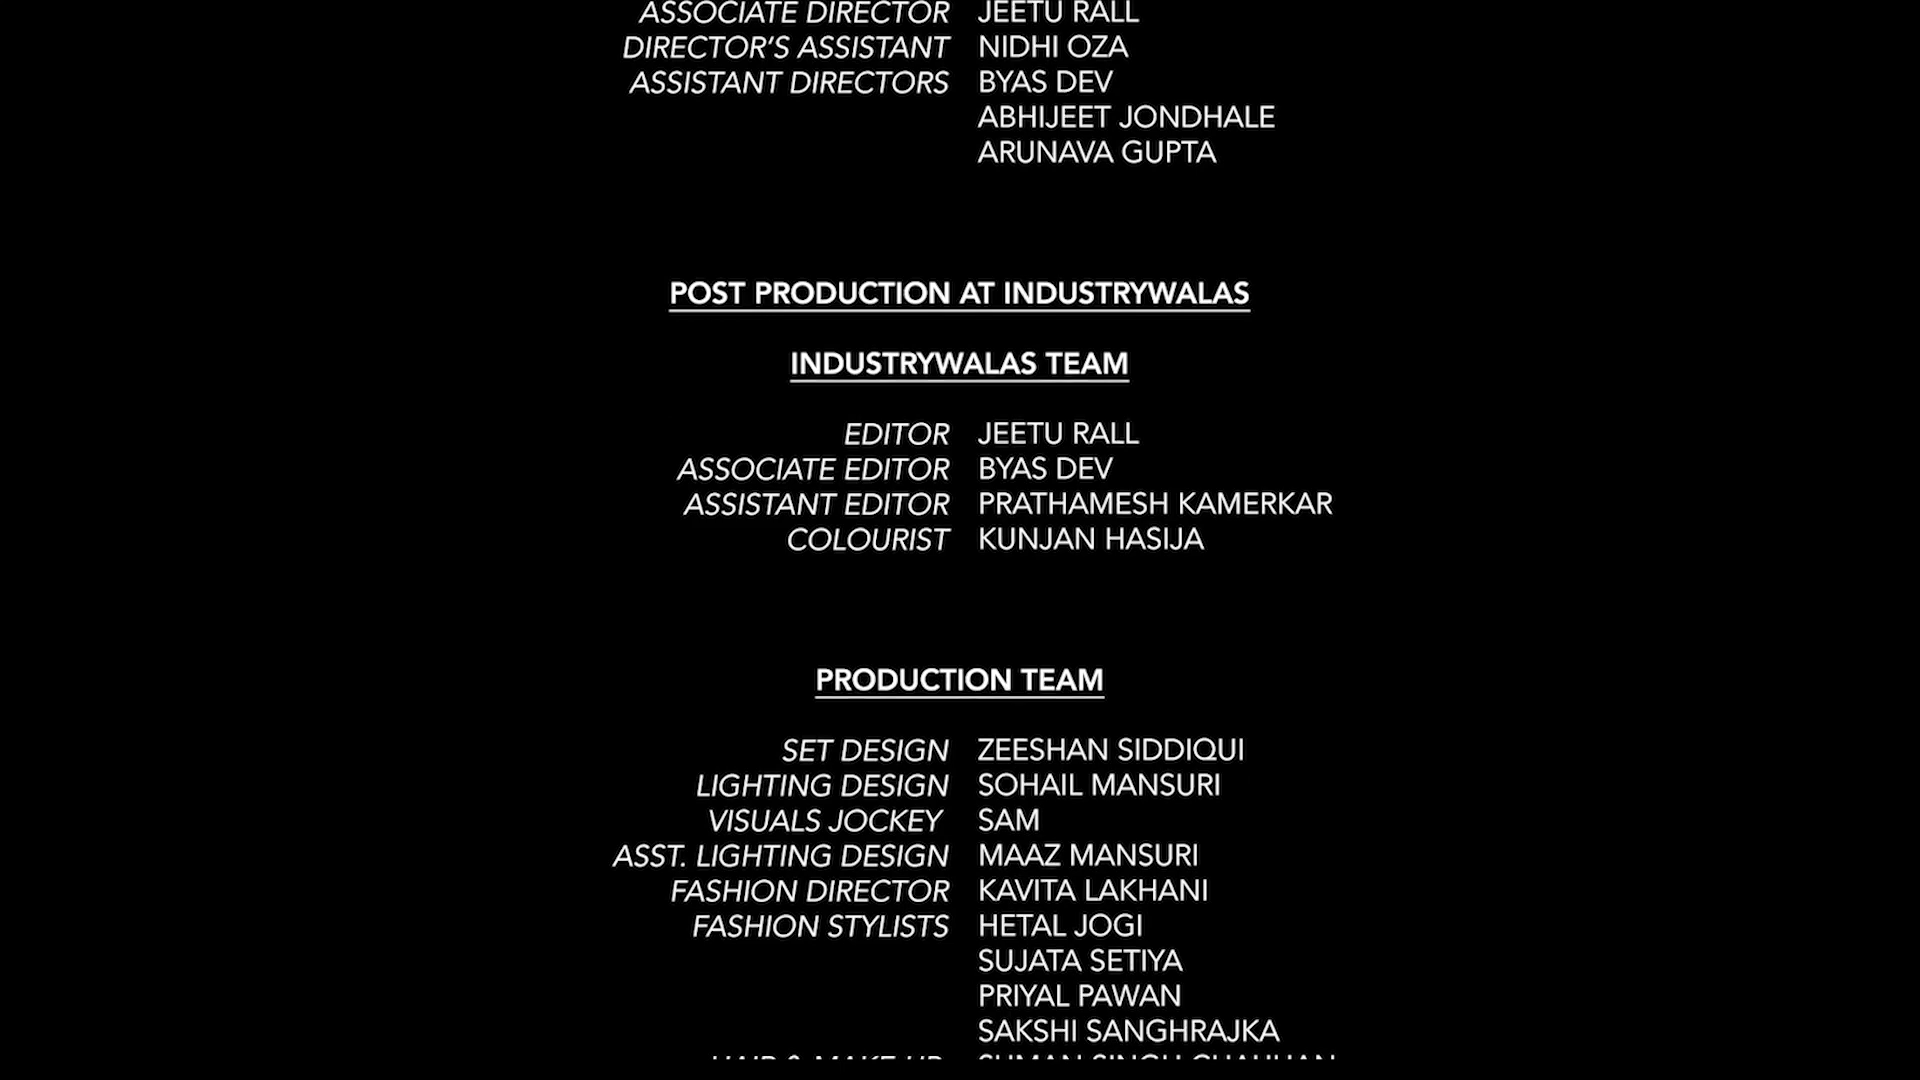 ASSOCIATE DIRECTOR JEETU RALL
DIRECTOR'S ASSISTANT NIDHI OZA
ASSISTANT DIRECTORS BYAS DEV
ABHIJEET JONDHALE
ARUNAVA GUPTA
POST PRODUCTION AT INDUSTRYWALAS
INDUSTRYWALAS TEAM
EDITOR JEETU RALL
ASSOCIATE EDITOR BYAS DEV
ASSISTANT EDITOR PRATHAMESH KAMERKAR
COLOURIST KUNJAN HASIJA
PRODUCTION TEAM
SET DESIGN ZEESHAN SIDDIQUI
LIGHTING DESIGN SOHAIL MANSURI
VISUALS JOCKEY SAM
ASST. LIGHTING DESIGN MAAZ MANSURI
FASHION DIRECTOR KAVITA LAKHANI
FASHION STYLISTS HETAL JOGI
SUJATA SETIYA
PRIYAL PAWAN
SAKSHI SANGHRAJKA